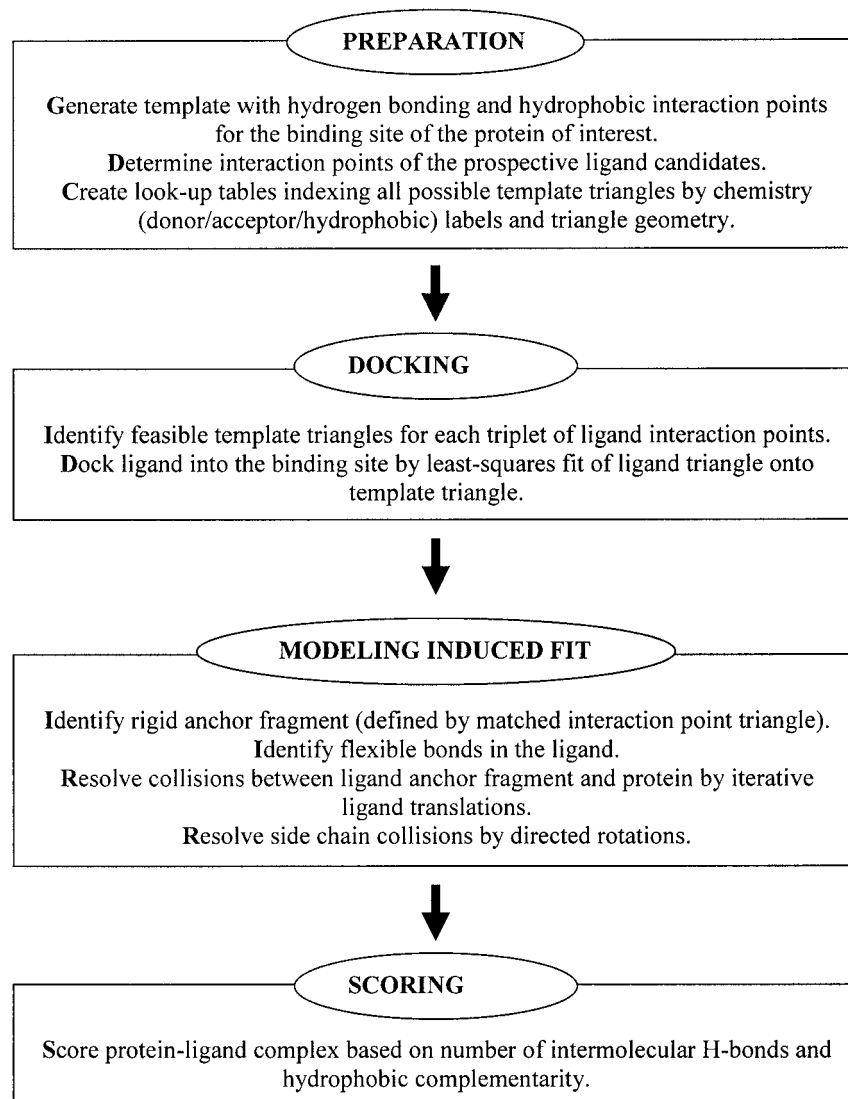 PREPARATION
Generate template with hydrogen bonding and hydrophobic interaction points
for the binding site of the protein of interest.
Determine interaction points of the prospective ligand candidates.
Create look-up tables indexing all possible template triangles by chemistry
(donor/acceptor/hydrophobic) labels and triangle geometry.
DOCKING
Identify feasible template triangles for each triplet of ligand interaction points.
Dock ligand into the binding site by least-squares fit of ligand triangle onto
template triangle.
MODELING INDUCED FIT
Identify rigid anchor fragment (defined by matched interaction point triangle).
Identify flexible bonds in the ligand.
Resolve collisions between ligand anchor fragment and protein by iterative
ligand translations.
Resolve side chain collisions by directed rotations.
SCORING
Score protein-ligand complex based on number of intermolecular H-bonds and
hydrophobic complementarity.